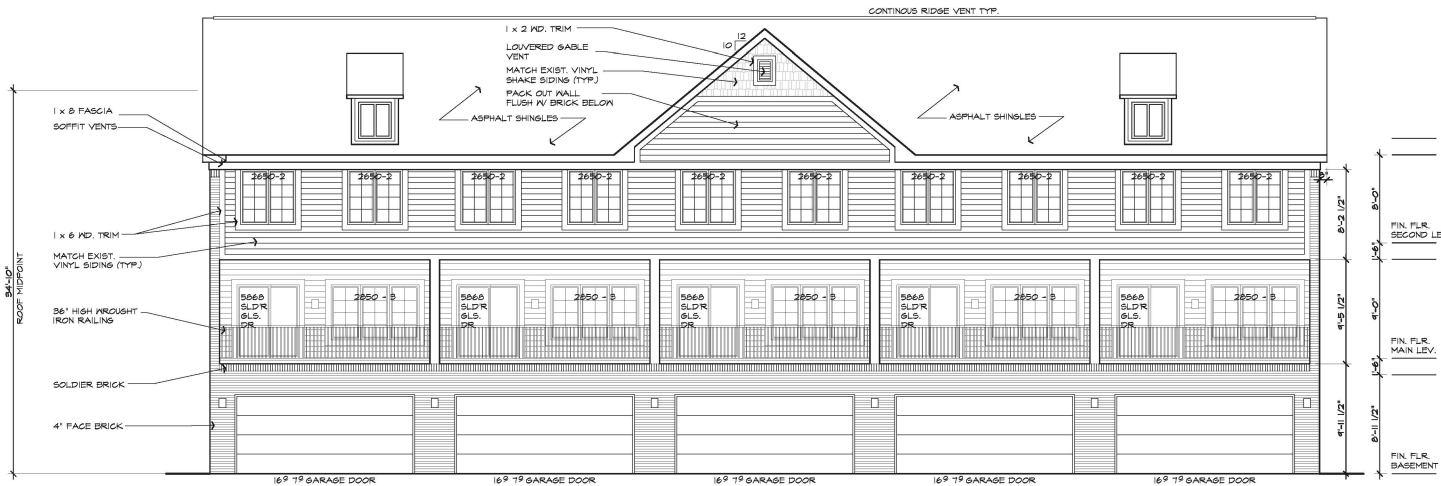 CONTINOUS RIDGE VENT TYP.
1 x 2 WD. TRIM
12
10
LOUVERED GABLE
VENT
MATCH EXIST. VINYL
SHAKE SIDING (TYP.)
PACK OUT WALL
FLUSH W/ BRICK BELOW
ASPHALT SHINGLES
ASPHALT SHINGLES
1 x 8 FASCIA
SOFFIT VENTS
2650-2
2650-2
2650-2
2650-2
2650-2
2650-2
2650-2
2650-2
2650-2
2650-2
8"
8'-2 1/2"
8'-0"
1 x 6 WD. TRIM
MATCH EXIST.
VINYL SIDING (TYP.)
FIN. FLR.
SECOND LE
1'-6"
34'-10"
ROOF MIDPOINT
36" HIGH WROUGHT
IRON RAILING
5868
SLD'R
GLS.
DR.
2850 - 3
5868
SLD'R
GLS.
DR.
2850 - 3
5868
SLD'R
GLS.
DR.
2850 - 3
5868
SLD'R
GLS.
DR.
2850 - 3
5868
SLD'R
GLS.
DR.
2850 - 3
9'-5 1/2"
9'-0"
FIN. FLR.
MAIN LEV.
1'-6"
SOLDIER BRICK
4" FACE BRICK
9'-11 1/2"
8'-11 1/2"
FIN. FLR.
BASEMENT
16⁹ 7⁹ GARAGE DOOR
16⁹ 7⁹ GARAGE DOOR
16⁹ 7⁹ GARAGE DOOR
16⁹ 7⁹ GARAGE DOOR
16⁹ 7⁹ GARAGE DOOR